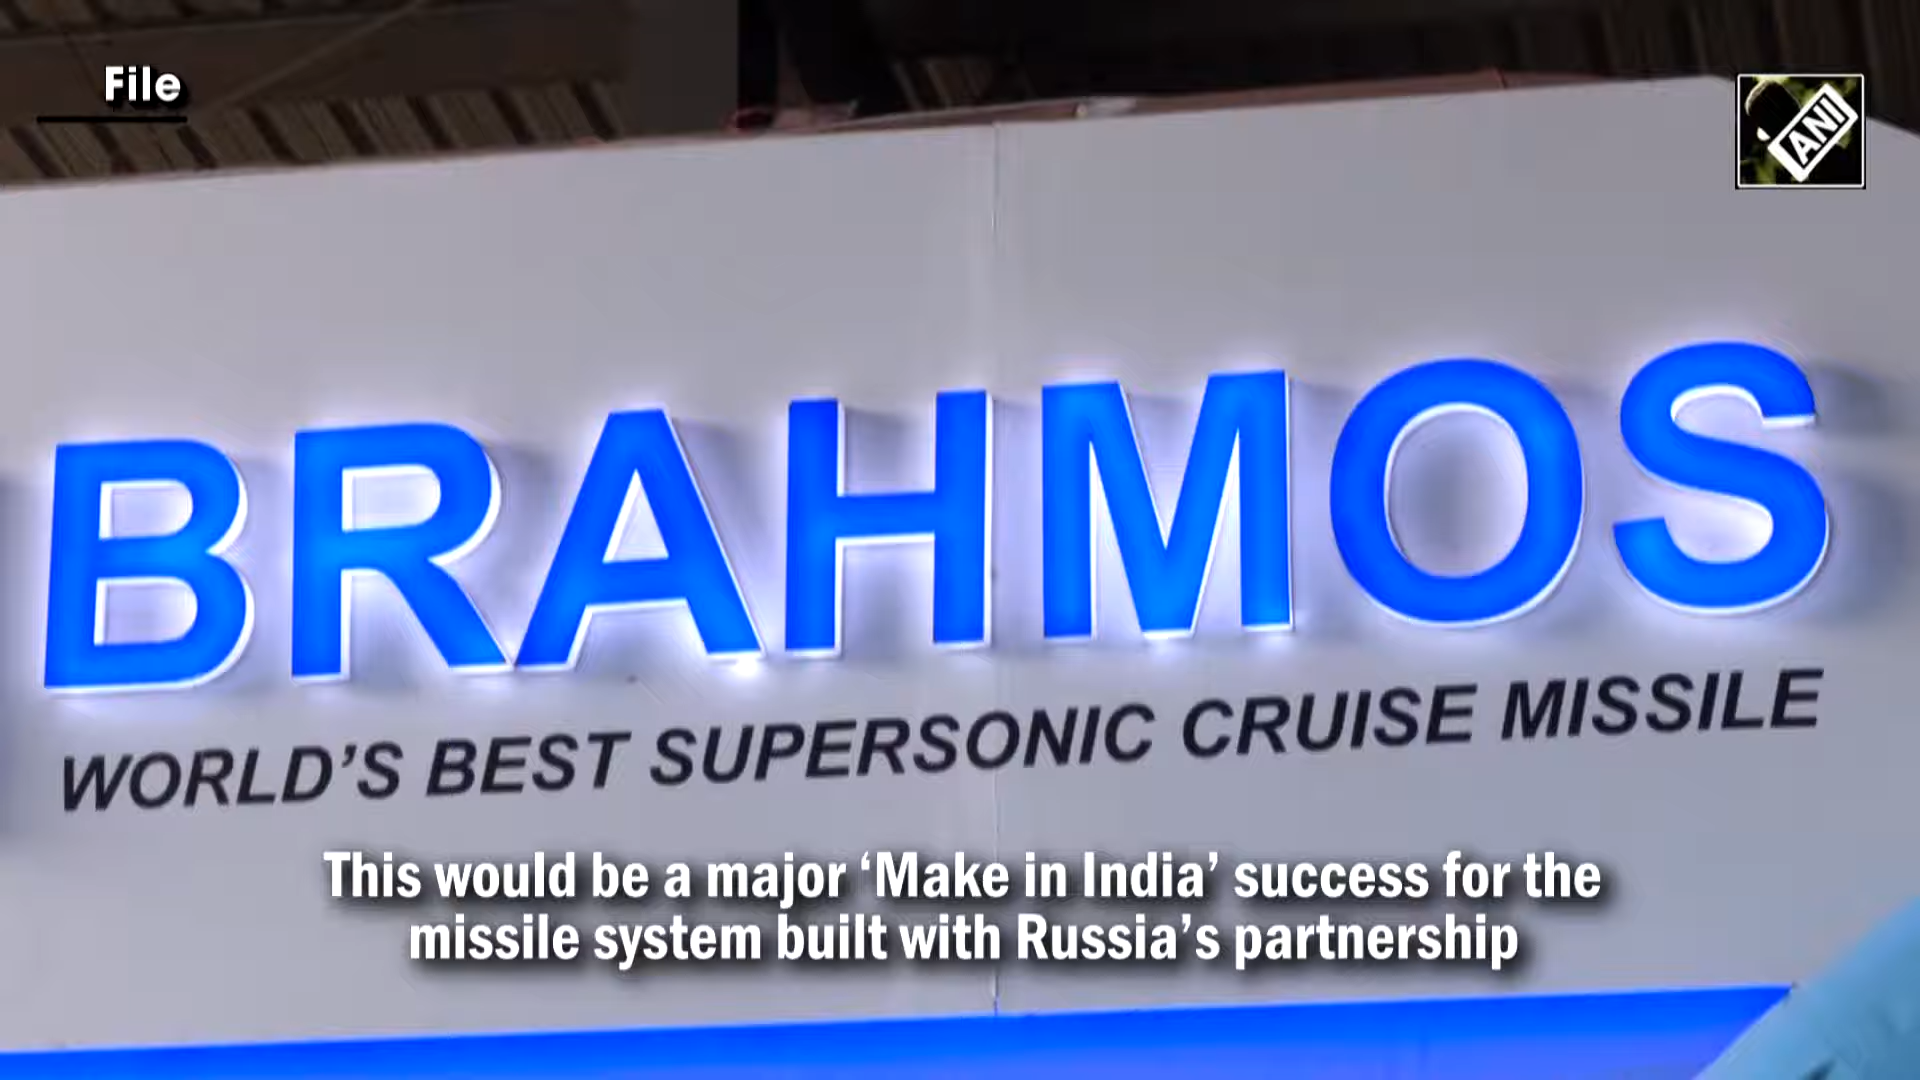 File
ANI
BRAHMOS
WORLD'S BEST SUPERSONIC CRUISE MISSILE
This would be a major ‘Make in India’ success for the
missile system built with Russia’s partnership